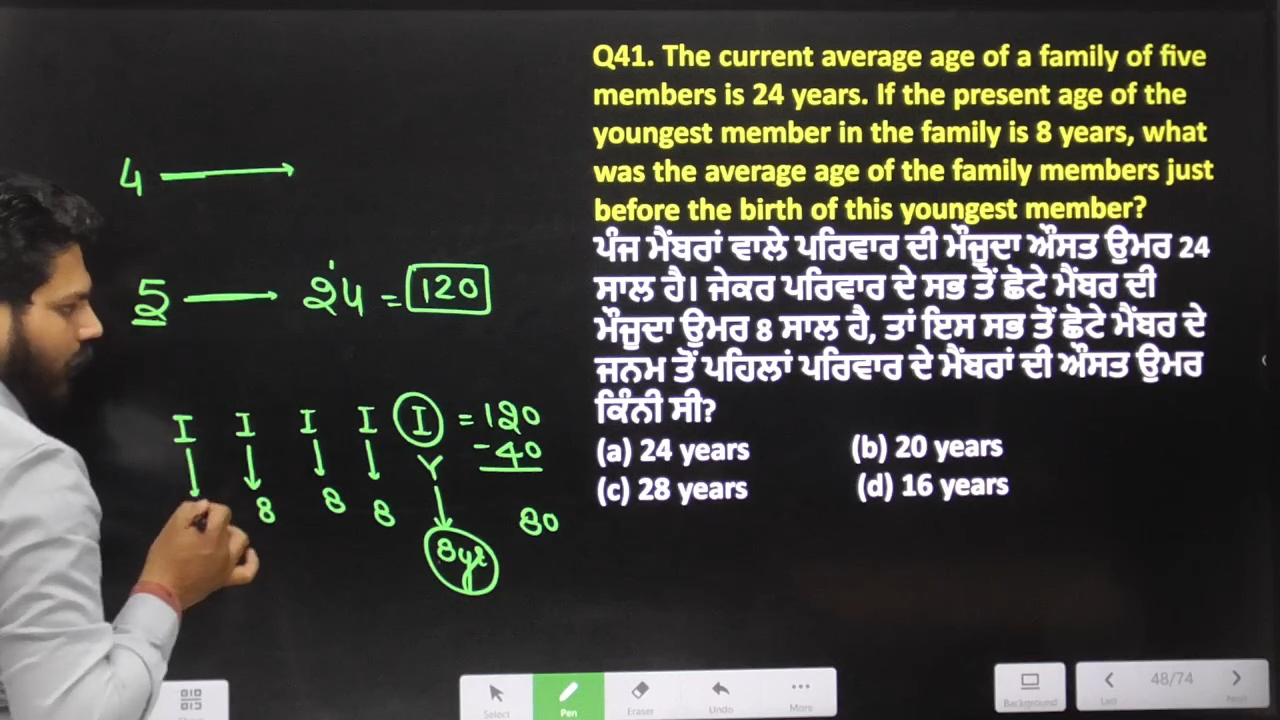 Q41. The current average age of a family of five
members is 24 years. If the present age of the
youngest member in the family is 8 years, what
was the average age of the family members just
before the birth of this youngest member?
ਪੰਜ ਮੈਂਬਰਾਂ ਵਾਲੇ ਪਰਿਵਾਰ ਦੀ ਮੌਜੂਦਾ ਔਸਤ ਉਮਰ 24
ਸਾਲ ਹੈ। ਜੇਕਰ ਪਰਿਵਾਰ ਦੇ ਸਭ ਤੋਂ ਛੋਟੇ ਮੈਂਬਰ ਦੀ
ਮੌਜੂਦਾ ਉਮਰ 8 ਸਾਲ ਹੈ, ਤਾਂ ਇਸ ਸਭ ਤੋਂ ਛੋਟੇ ਮੈਂਬਰ ਦੇ
ਜਨਮ ਤੋਂ ਪਹਿਲਾਂ ਪਰਿਵਾਰ ਦੇ ਮੈਂਬਰਾਂ ਦੀ ਔਸਤ ਉਮਰ
ਕਿੰਨੀ ਸੀ?
(a) 24 years (b) 20 years
(c) 28 years (d) 16 years
4
5 24 = 120
I I I I I = 120
Y -40
8 8 8 80
8yr
Select Pen Eraser Undo More
Background Last 48/74 Next